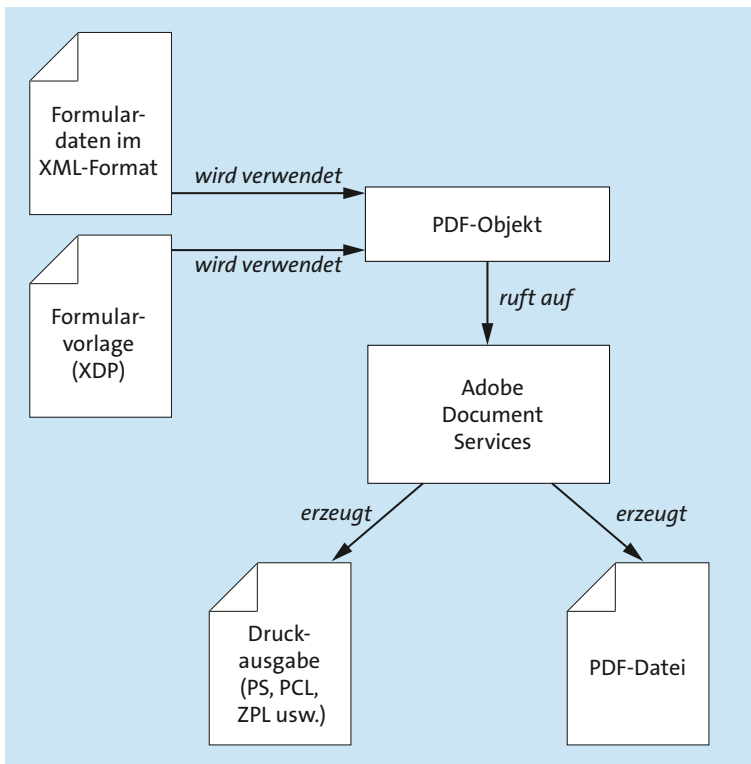 Formular-
daten im
XML-Format
wird verwendet
PDF-Objekt
wird verwendet
Formular-
vorlage
(XDP)
ruft auf
Adobe
Document
Services
erzeugt
erzeugt
Druck-
ausgabe
(PS, PCL,
ZPL usw.)
PDF-Datei